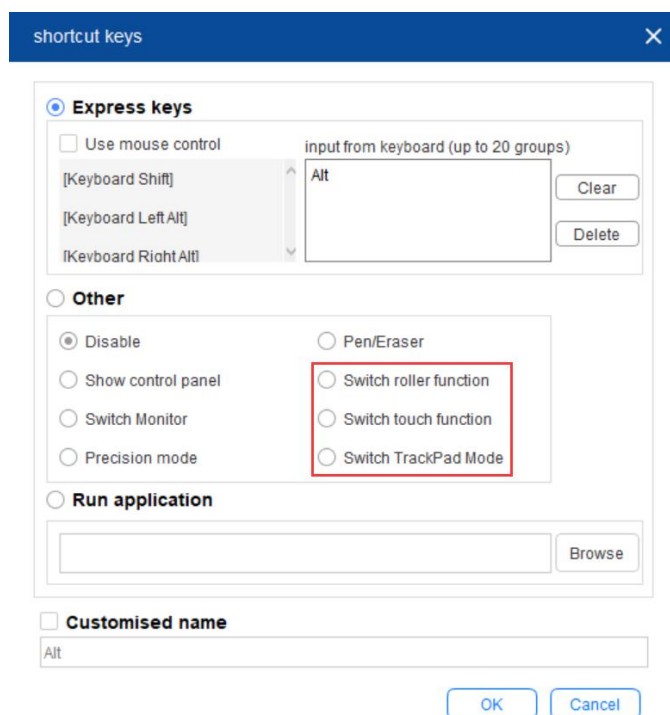 shortcut keys
Express keys
Use mouse control
input from keyboard (up to 20 groups)
[Keyboard Shift]
Alt
Clear
[Keyboard Left Alt]
Delete
[Keyboard Right Alt]
Other
Disable
Pen/Eraser
Show control panel
Switch roller function
Switch Monitor
Switch touch function
Precision mode
Switch TrackPad Mode
Run application
Browse
Customised name
Alt
OK
Cancel